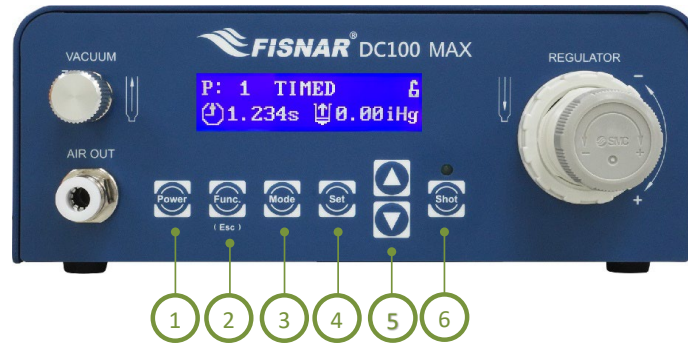 FISNAR® DC100 MAX
VACUUM
REGULATOR
P: 1 TIMED
1.234s 0.00iHg
AIR OUT
SMC
- +
-
+
Power
Func.
(Esc)
Mode
Set
Shot
1
2
3
4
5
6